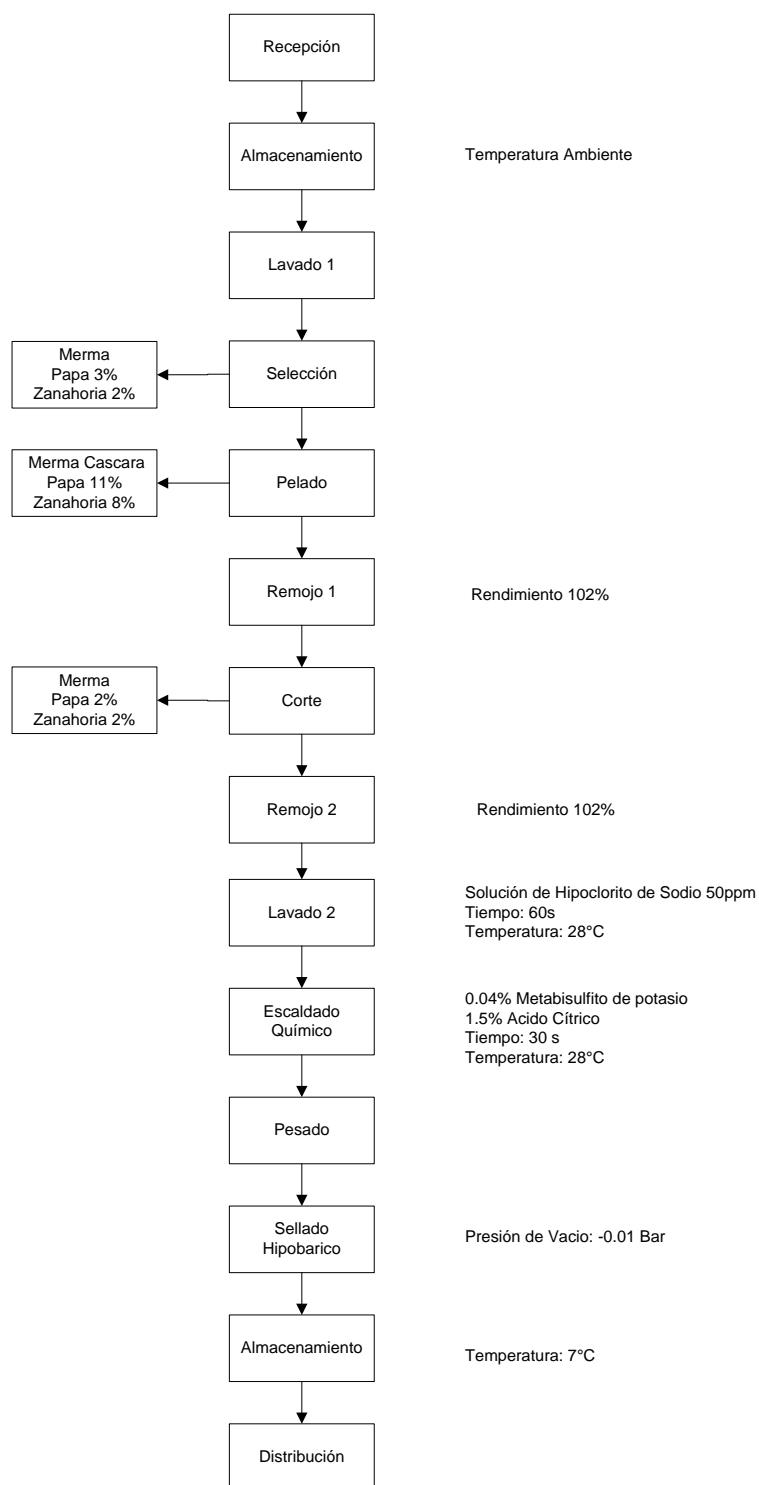 Recepción
Almacenamiento
Temperatura Ambiente
Lavado 1
Merma
Papa 3%
Zanahoria 2%
Selección
Merma Cascara
Papa 11%
Zanahoria 8%
Pelado
Remojo 1
Rendimiento 102%
Merma
Papa 2%
Zanahoria 2%
Corte
Remojo 2
Rendimiento 102%
Lavado 2
Solución de Hipoclorito de Sodio 50ppm
Tiempo: 60s
Temperatura: 28°C
Escaldado
Químico
0.04% Metabisulfito de potasio
1.5% Acido Cítrico
Tiempo: 30 s
Temperatura: 28°C
Pesado
Sellado
Hipobarico
Presión de Vacio: -0.01 Bar
Almacenamiento
Temperatura: 7°C
Distribución